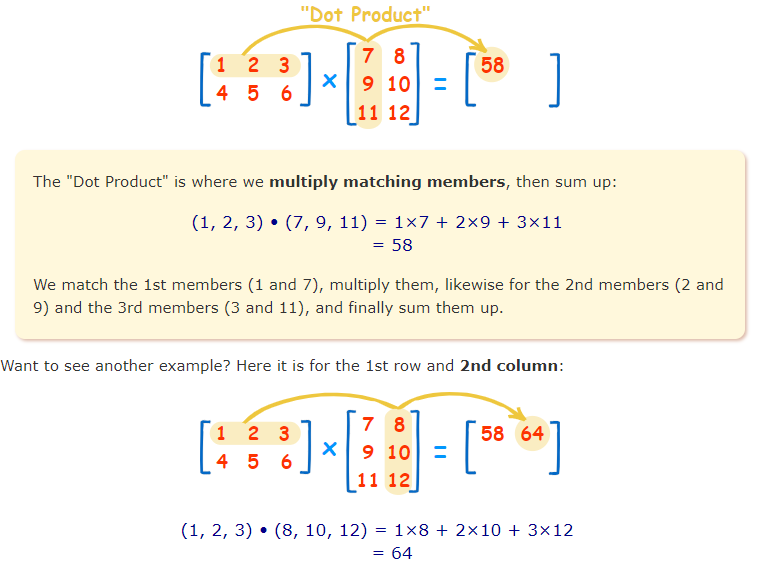 "Dot Product"
[1 2 3] × [7 8] = [58 ]
[4 5 6] [9 10] [ ]
[11 12]
The "Dot Product" is where we multiply matching members, then sum up:
(1, 2, 3) • (7, 9, 11) = 1×7 + 2×9 + 3×11
= 58
We match the 1st members (1 and 7), multiply them, likewise for the 2nd members (2 and
9) and the 3rd members (3 and 11), and finally sum them up.
Want to see another example? Here it is for the 1st row and 2nd column:
[1 2 3] × [7 8] = [58 64]
[4 5 6] [9 10] [ ]
[11 12]
(1, 2, 3) • (8, 10, 12) = 1×8 + 2×10 + 3×12
= 64